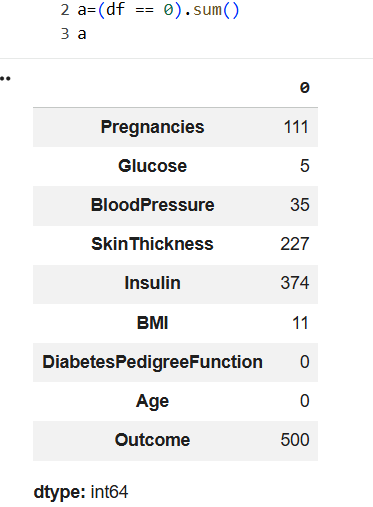 2 a=(df == 0).sum()
3 a
0
Pregnancies 111
Glucose 5
BloodPressure 35
SkinThickness 227
Insulin 374
BMI 11
DiabetesPedigreeFunction 0
Age 0
Outcome 500
dtype: int64